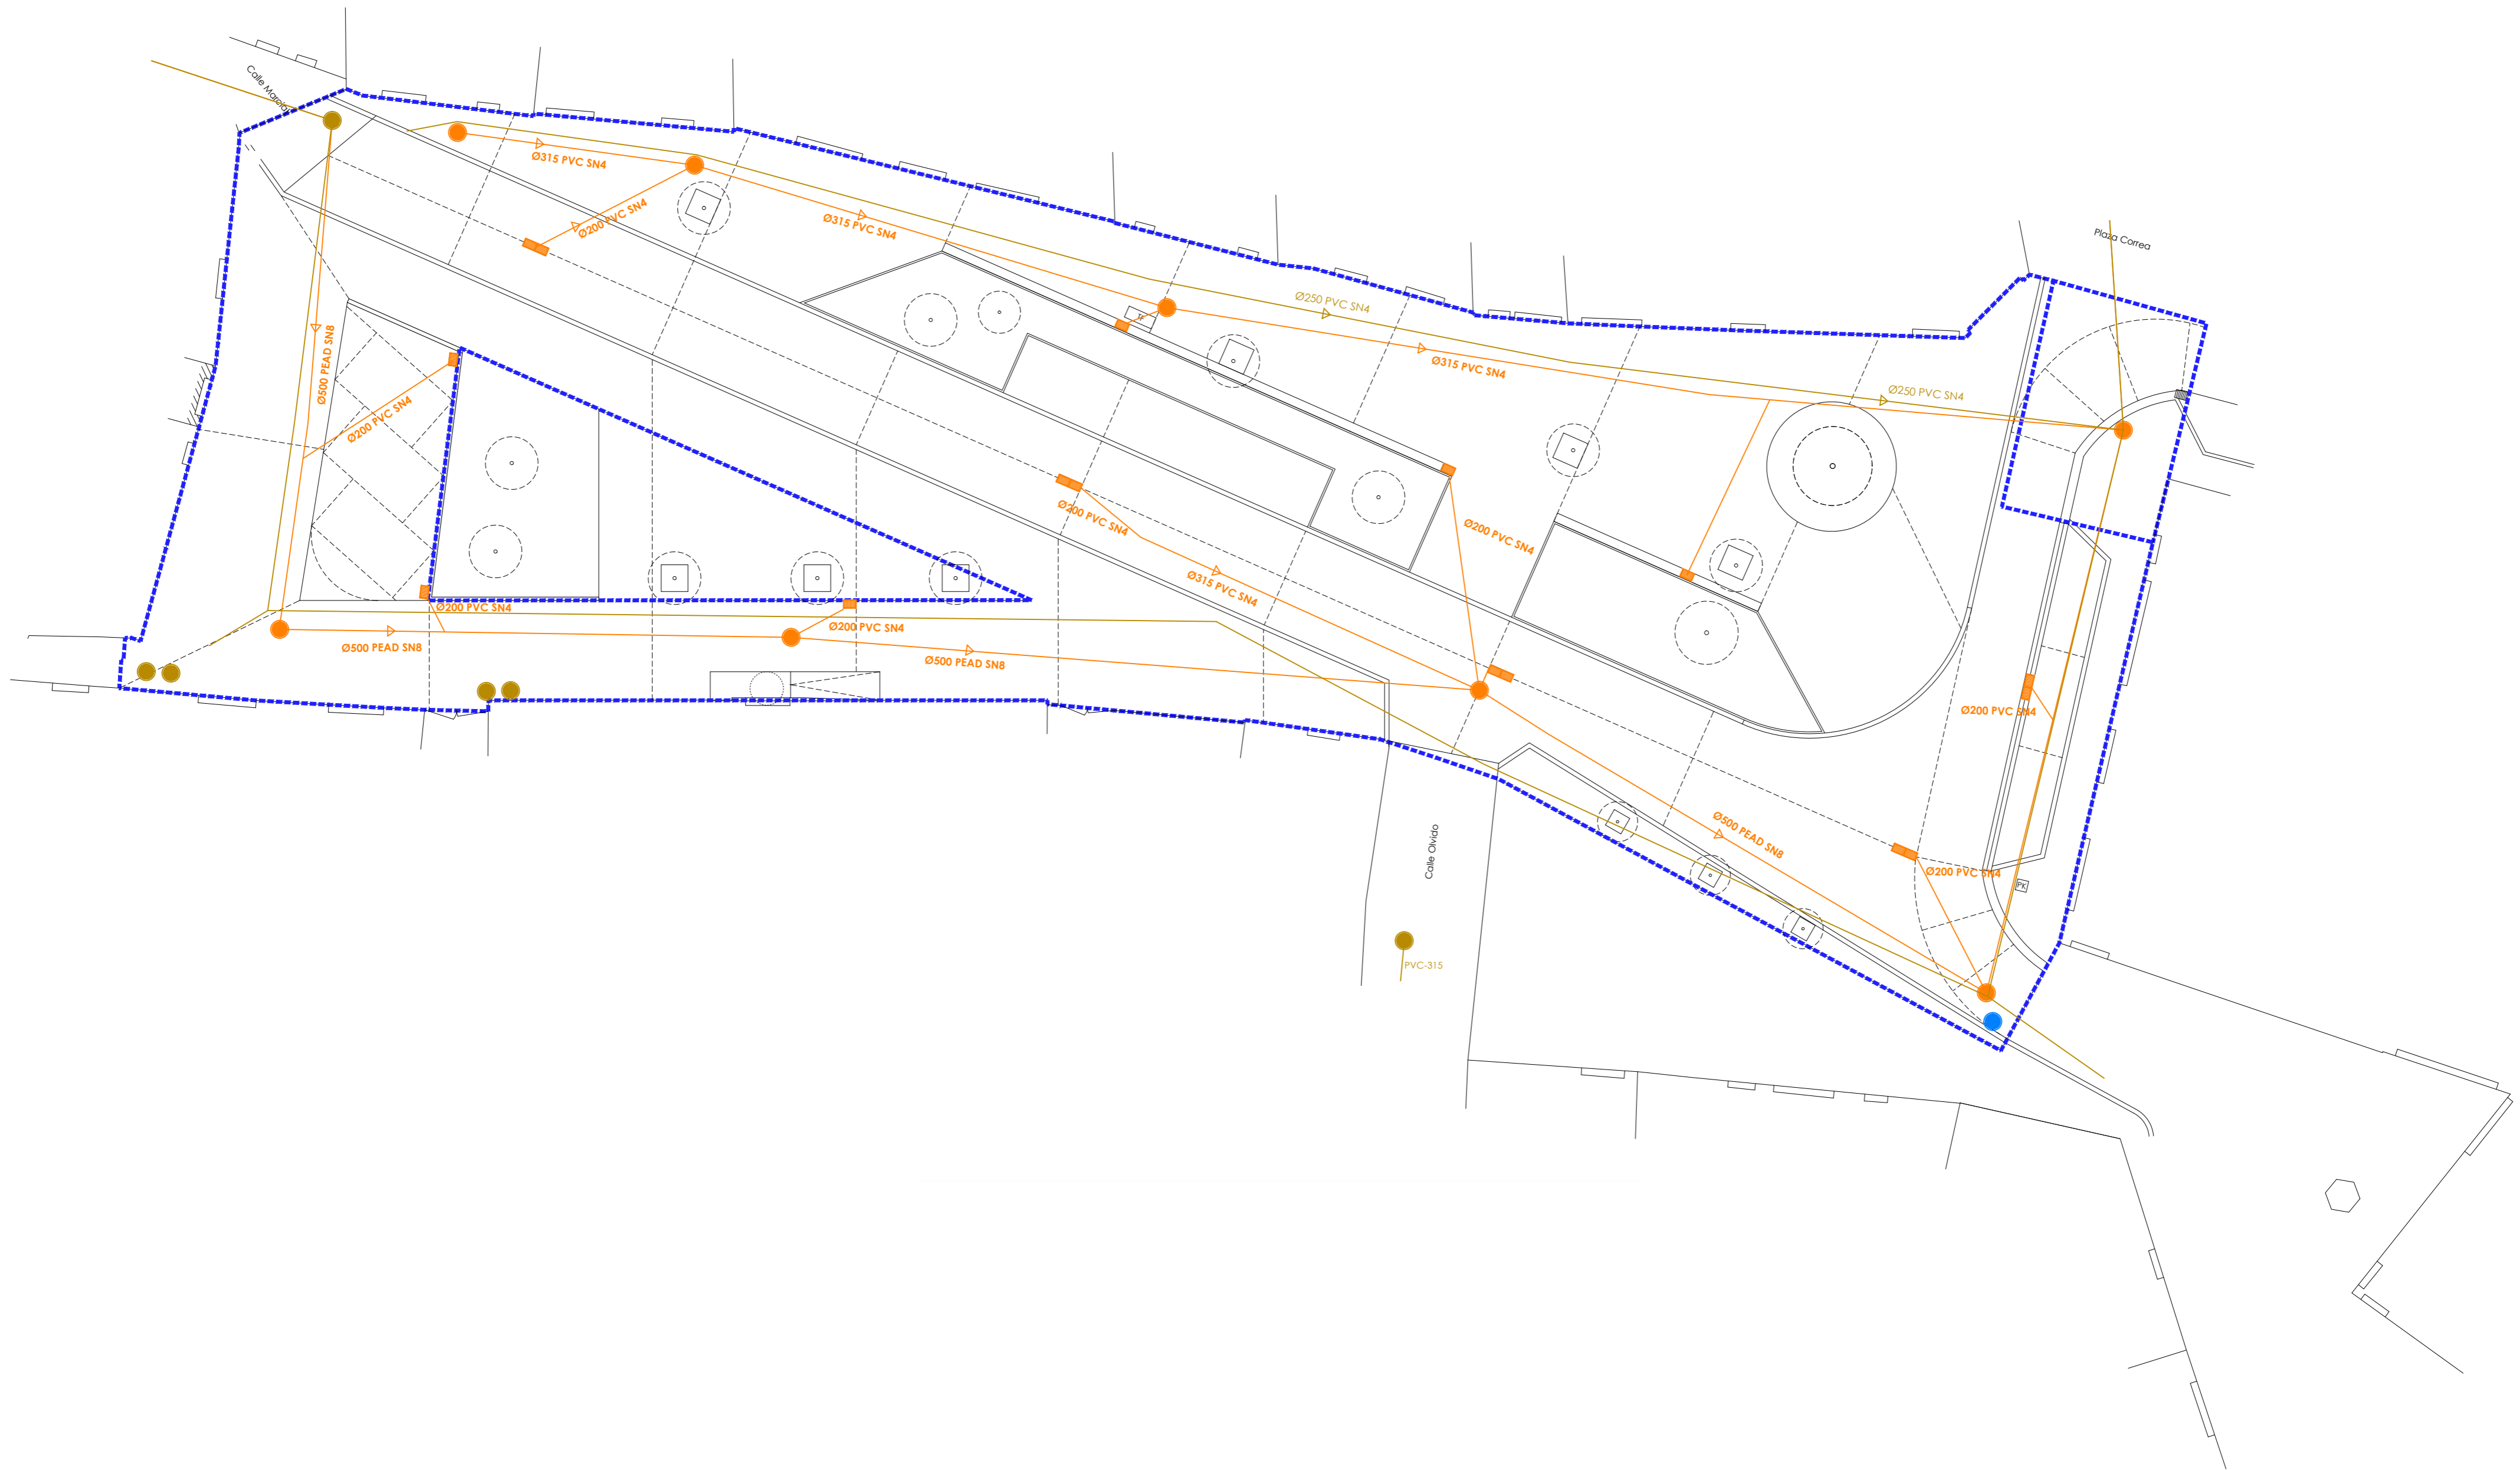 Calle Marola
Ø315 PVC SN4
Ø200 PVC SN4
Ø315 PVC SN4
Plaza Correa
Ø250 PVC SN4
TF
Ø315 PVC SN4
Ø500 PEAD SN8
Ø250 PVC SN4
Ø200 PVC SN4
Ø200 PVC SN4
Ø200 PVC SN4
Ø315 PVC SN4
Ø200 PVC SN4
Ø200 PVC SN4
Ø500 PEAD SN8
Ø500 PEAD SN8
Ø200 PVC SN4
Ø500 PEAD SN8
Calle Olvido
Ø200 PVC SN4
PK
PVC-315